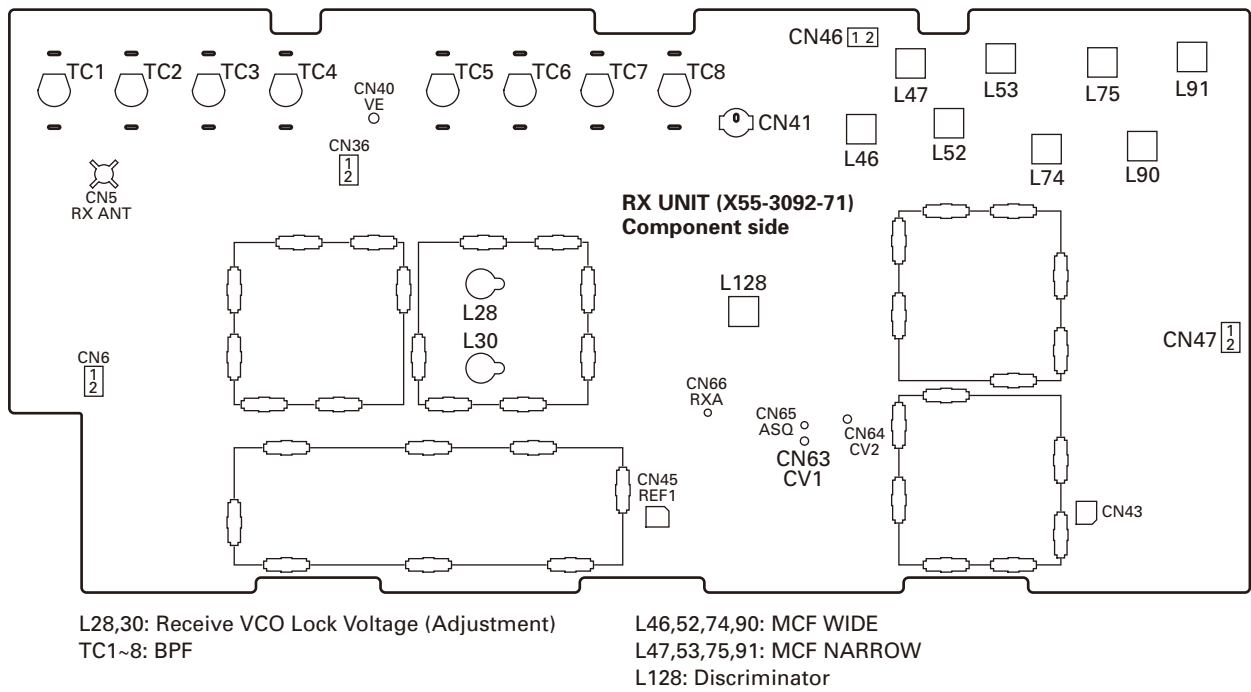 CN46 1 2
TC1 TC2 TC3 TC4 TC5 TC6 TC7 TC8
L47 L53 L75 L91
CN40
VE
CN41
CN36
1
2
L46 L52 L74 L90
CN5
RX ANT
RX UNIT (X55-3092-71)
Component side
L128
L28
L30
CN47 1
2
CN6
1
2
CN66
RXA
CN65
ASQ
CN63
CV1
CN64
CV2
CN45
REF1
CN43
L28,30: Receive VCO Lock Voltage (Adjustment)
TC1~8: BPF
L46,52,74,90: MCF WIDE
L47,53,75,91: MCF NARROW
L128: Discriminator